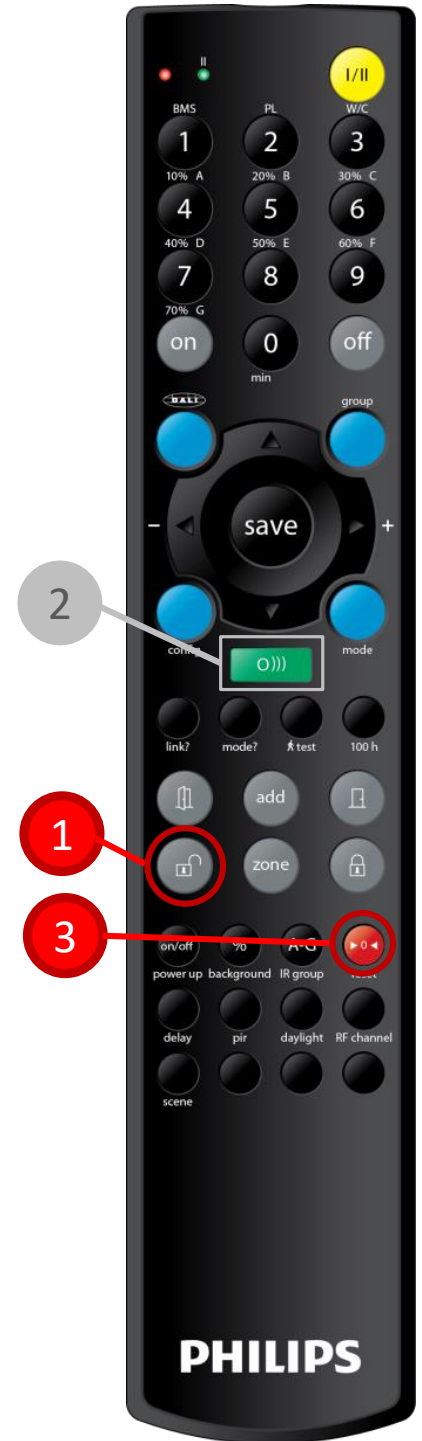 II
I/II
BMS PL W/C
1 2 3
10% A 20% B 30% C
4 5 6
40% D 50% E 60% F
7 8 9
70% G
on 0 off
min
DALI group
- save +
2
config mode
O)))
link? mode? test 100 h
add
1
zone
3
on/off % A-G ►0◄
power up background IR group reset
delay pir daylight RF channel
scene
PHILIPS